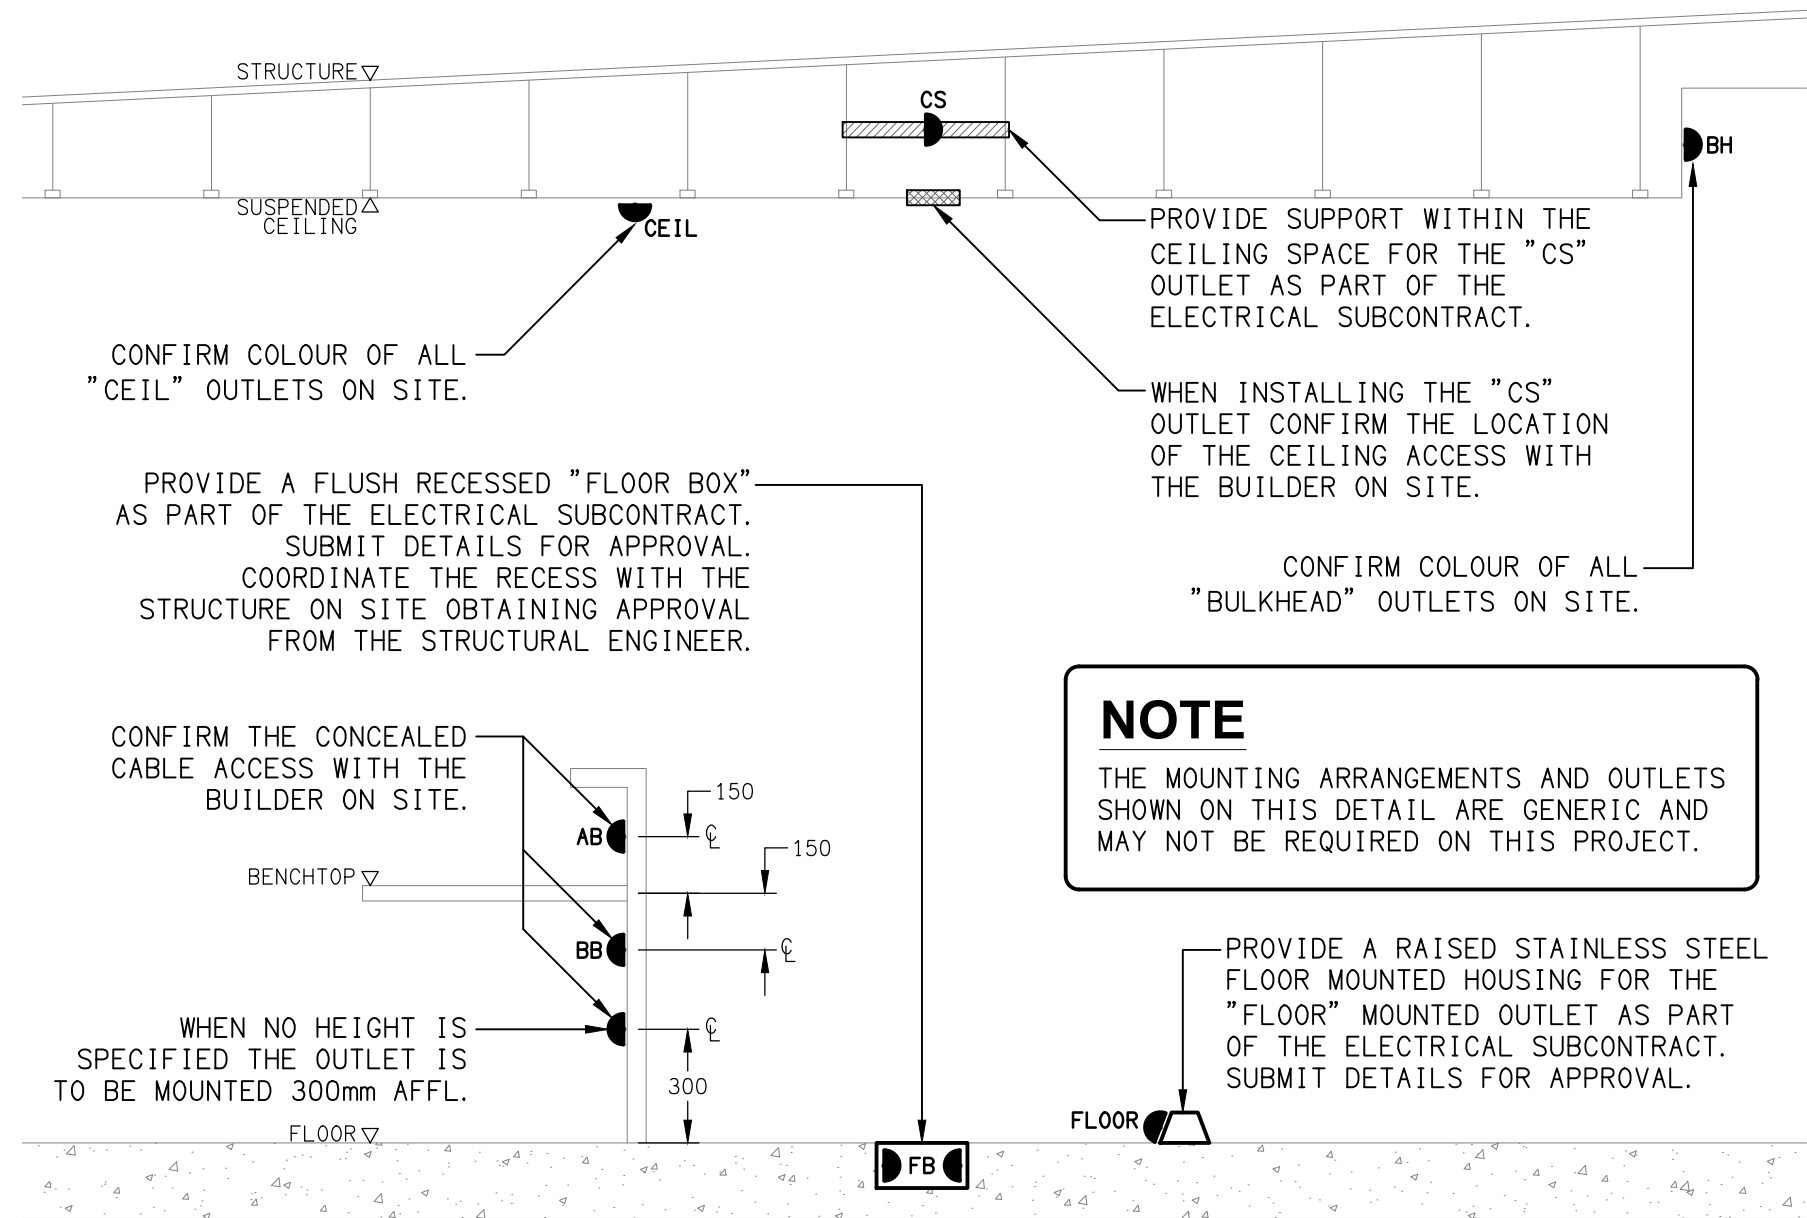 STRUCTURE
CS
BH
SUSPENDED
CEILING
CEIL
PROVIDE SUPPORT WITHIN THE
CEILING SPACE FOR THE "CS"
OUTLET AS PART OF THE
ELECTRICAL SUBCONTRACT.
CONFIRM COLOUR OF ALL
"CEIL" OUTLETS ON SITE.
WHEN INSTALLING THE "CS"
OUTLET CONFIRM THE LOCATION
OF THE CEILING ACCESS WITH
THE BUILDER ON SITE.
PROVIDE A FLUSH RECESSED "FLOOR BOX"
AS PART OF THE ELECTRICAL SUBCONTRACT.
SUBMIT DETAILS FOR APPROVAL.
COORDINATE THE RECESS WITH THE
STRUCTURE ON SITE OBTAINING APPROVAL
FROM THE STRUCTURAL ENGINEER.
CONFIRM COLOUR OF ALL
"BULKHEAD" OUTLETS ON SITE.
NOTE
THE MOUNTING ARRANGEMENTS AND OUTLETS
SHOWN ON THIS DETAIL ARE GENERIC AND
MAY NOT BE REQUIRED ON THIS PROJECT.
CONFIRM THE CONCEALED
CABLE ACCESS WITH THE
BUILDER ON SITE.
150
AB
℄
150
BENCHTOP
BB
℄
WHEN NO HEIGHT IS
SPECIFIED THE OUTLET IS
TO BE MOUNTED 300mm AFFL.
℄
300
PROVIDE A RAISED STAINLESS STEEL
FLOOR MOUNTED HOUSING FOR THE
"FLOOR" MOUNTED OUTLET AS PART
OF THE ELECTRICAL SUBCONTRACT.
SUBMIT DETAILS FOR APPROVAL.
FLOOR
FLOOR
FB